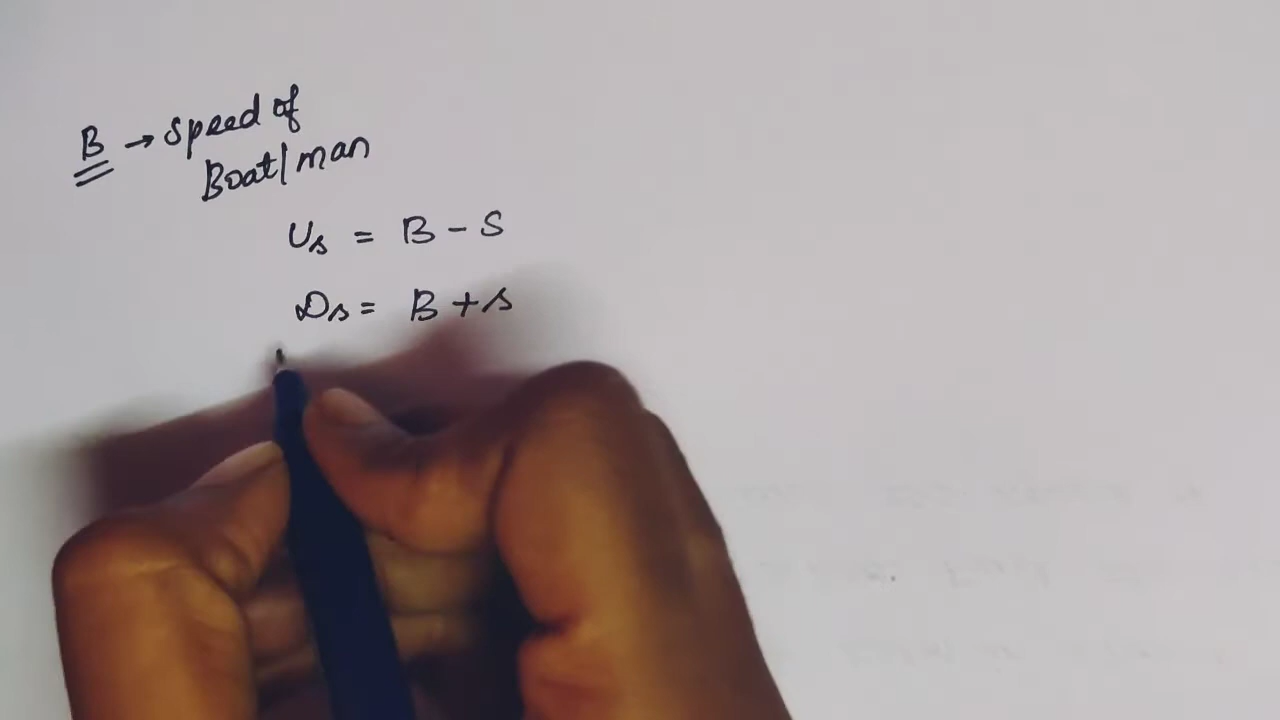 B → Speed of
Boat/man
Us = B - S
Ds = B + s